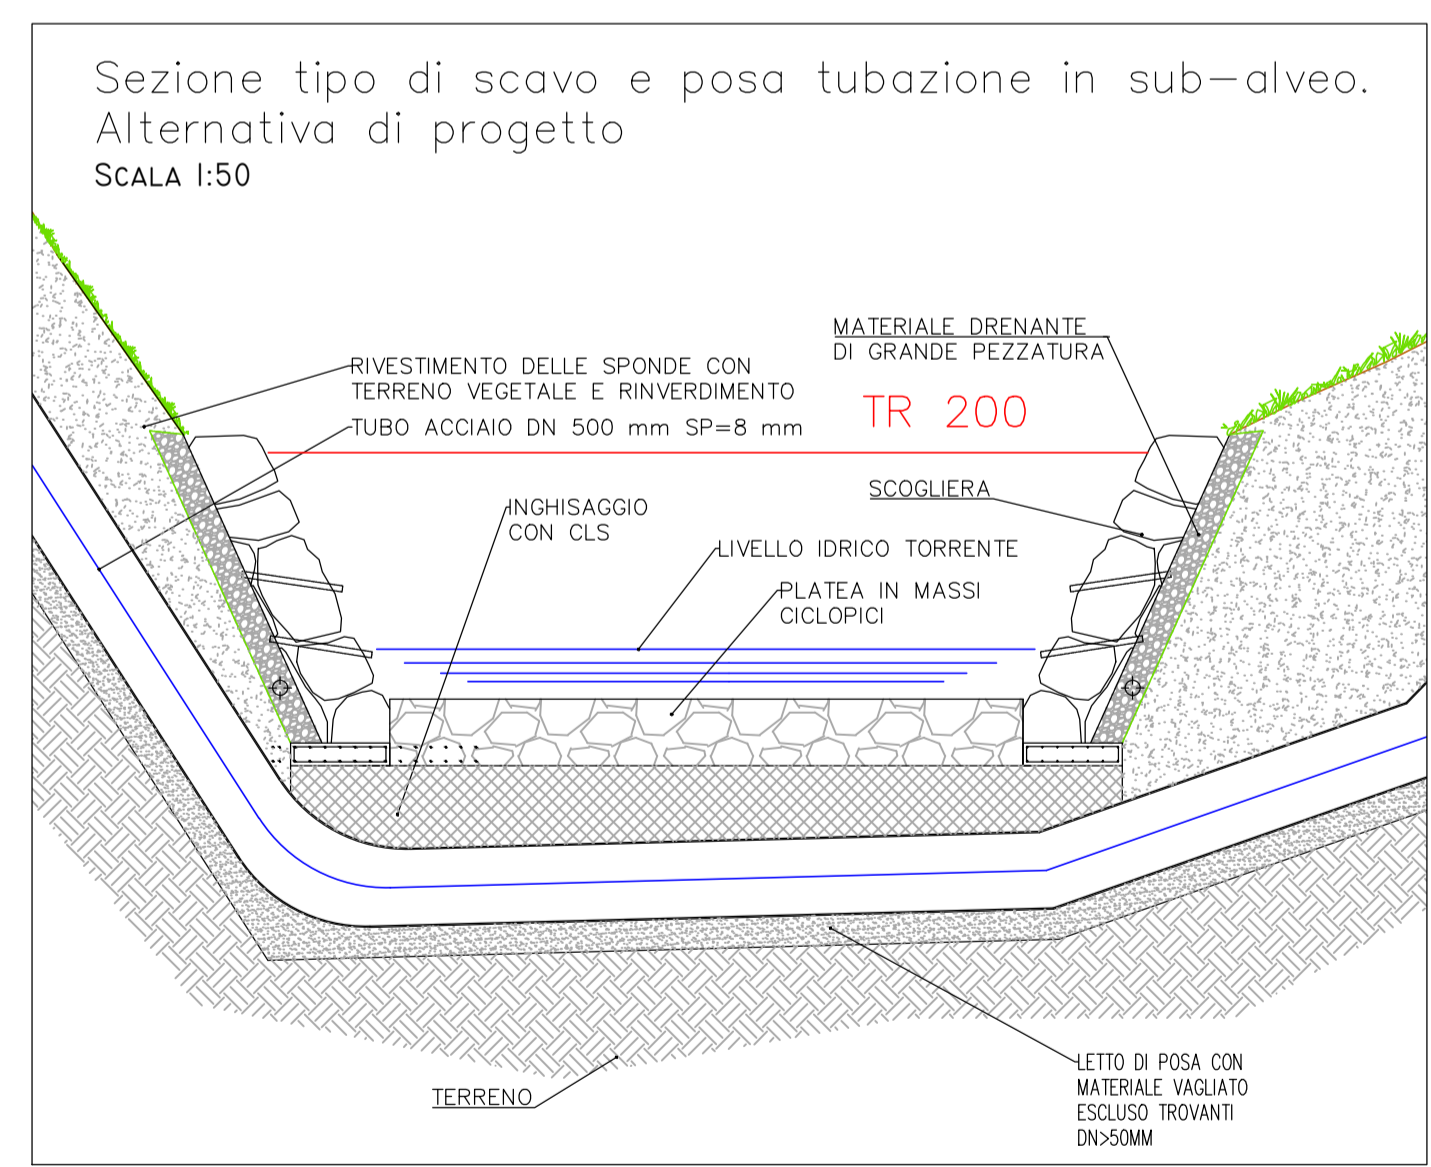 Sezione tipo di scavo e posa tubazione in sub-alveo.
Alternativa di progetto
SCALA 1:50
RIVESTIMENTO DELLE SPONDE CON
TERRENO VEGETALE E RINVERDIMENTO
TUBO ACCIAIO DN 500 mm SP=8 mm
MATERIALE DRENANTE
DI GRANDE PEZZATURA
TR 200
SCOGLIERA
INGHISAGGIO
CON CLS
LIVELLO IDRICO TORRENTE
PLATEA IN MASSI
CICLOPICI
TERRENO
LETTO DI POSA CON
MATERIALE VAGLIATO
ESCLUSO TROVANTI
DN>50MM